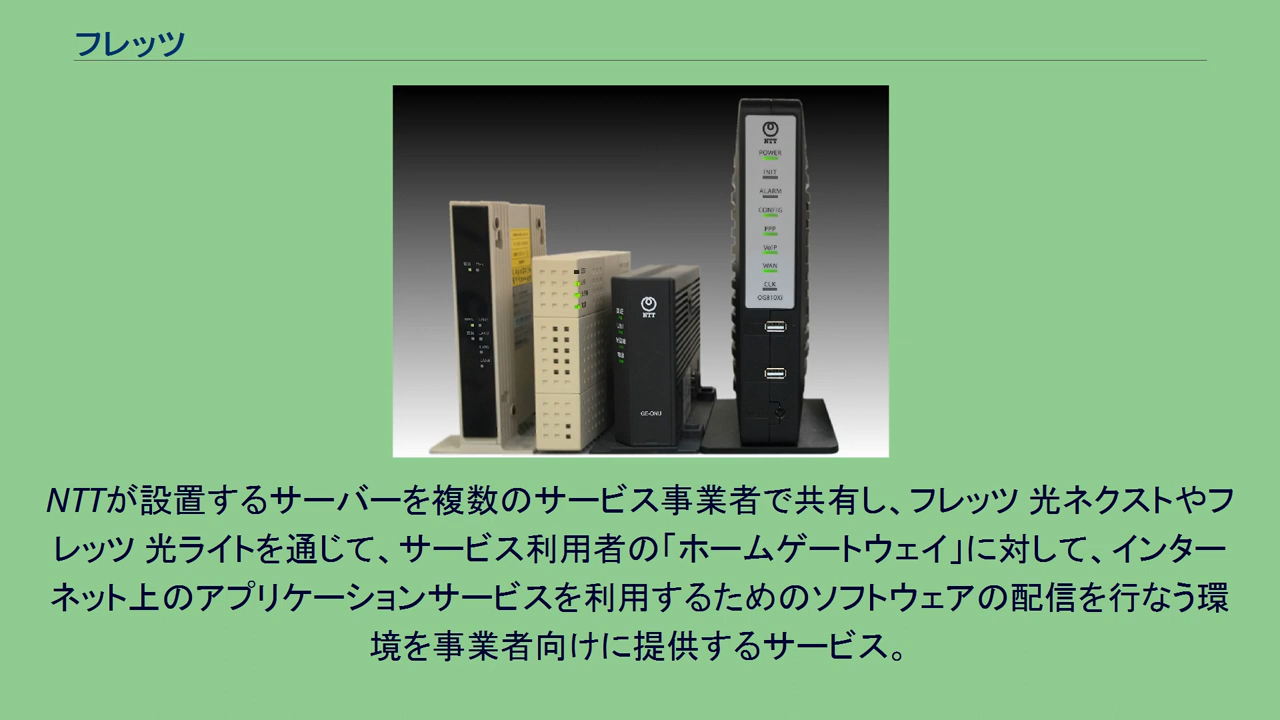 フレッツ
NTT
POWER
INIT
ALARM
CONFIG
PPP
VoIP
WAN
CLK
OG810Xi
NTT
GE-ONU
NTTが設置するサーバーを複数のサービス事業者で共有し、フレッツ 光ネクストやフ
レッツ 光ライトを通じて、サービス利用者の「ホームゲートウェイ」に対して、インター
ネット上のアプリケーションサービスを利用するためのソフトウェアの配信を行なう環
境を事業者向けに提供するサービス。